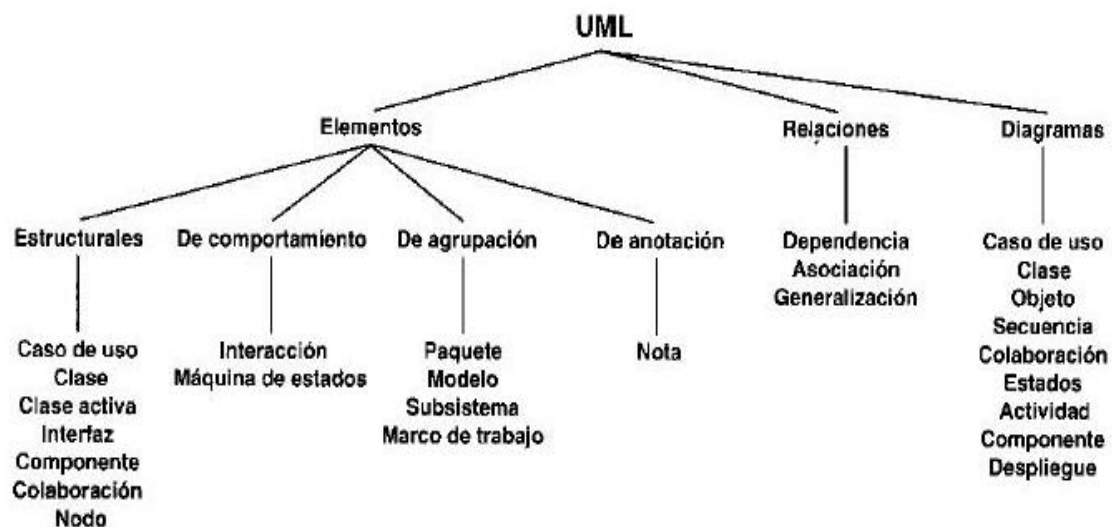 UML
Elementos
Relaciones
Diagramas
Estructurales
De comportamiento
De agrupación
De anotación
Dependencia
Asociación
Generalización
Caso de uso
Clase
Objeto
Secuencia
Colaboración
Estados
Actividad
Componente
Despliegue
Caso de uso
Clase
Clase activa
Interfaz
Componente
Colaboración
Nodo
Interacción
Máquina de estados
Paquete
Modelo
Subsistema
Marco de trabajo
Nota